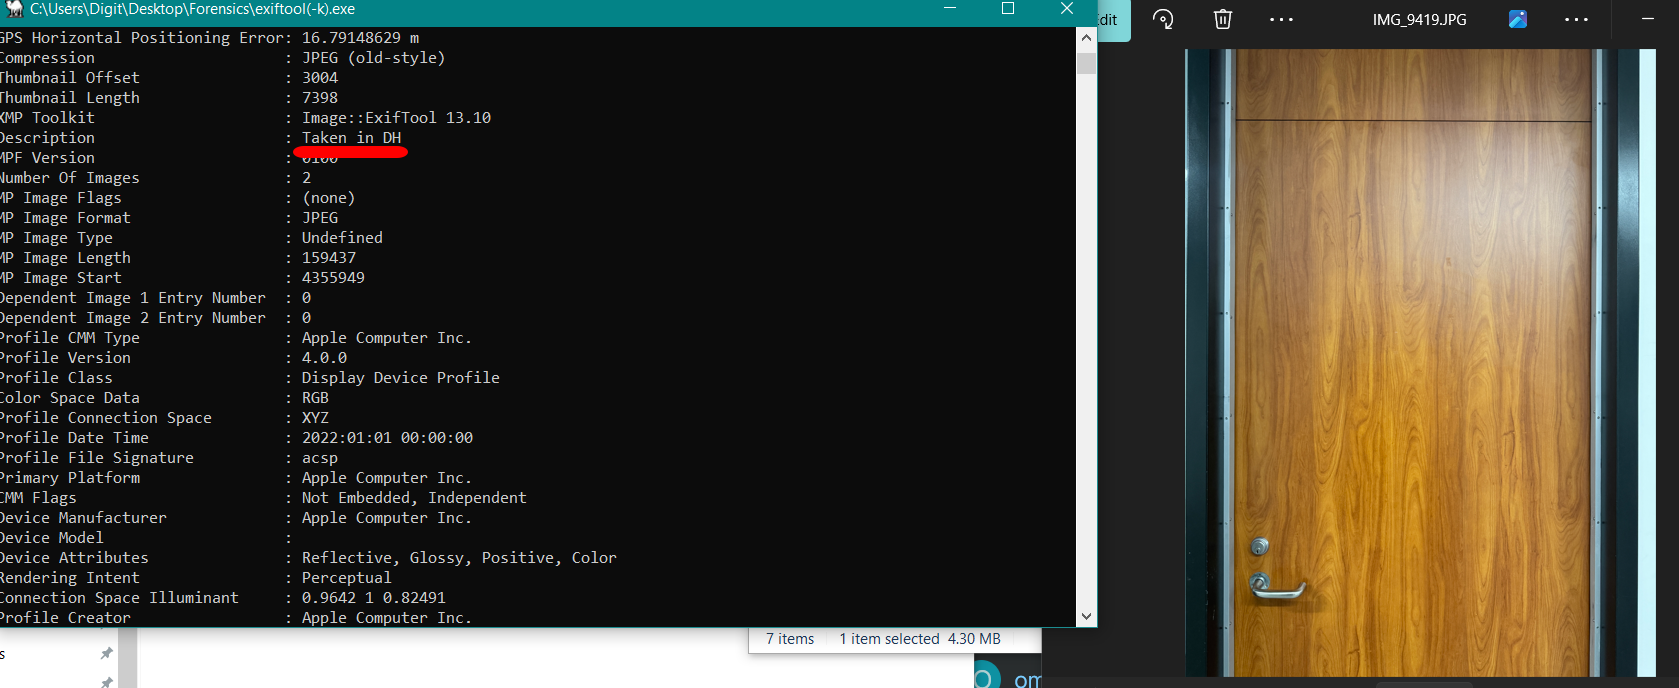 C:\Users\Digit\Desktop\Forensics\exiftool(-k).exe
GPS Horizontal Positioning Error: 16.79148629 m
Compression : JPEG (old-style)
Thumbnail Offset : 3004
Thumbnail Length : 7398
XMP Toolkit : Image::ExifTool 13.10
Description : Taken in DH
MPF Version : 0100
Number Of Images : 2
MP Image Flags : (none)
MP Image Format : JPEG
MP Image Type : Undefined
MP Image Length : 159437
MP Image Start : 4355949
Dependent Image 1 Entry Number : 0
Dependent Image 2 Entry Number : 0
Profile CMM Type : Apple Computer Inc.
Profile Version : 4.0.0
Profile Class : Display Device Profile
Color Space Data : RGB
Profile Connection Space : XYZ
Profile Date Time : 2022:01:01 00:00:00
Profile File Signature : acsp
Primary Platform : Apple Computer Inc.
CMM Flags : Not Embedded, Independent
Device Manufacturer : Apple Computer Inc.
Device Model :
Device Attributes : Reflective, Glossy, Positive, Color
Rendering Intent : Perceptual
Connection Space Illuminant : 0.9642 1 0.82491
Profile Creator : Apple Computer Inc.
7 items 1 item selected 4.30 MB
s
O om
dit
IMG_9419.JPG